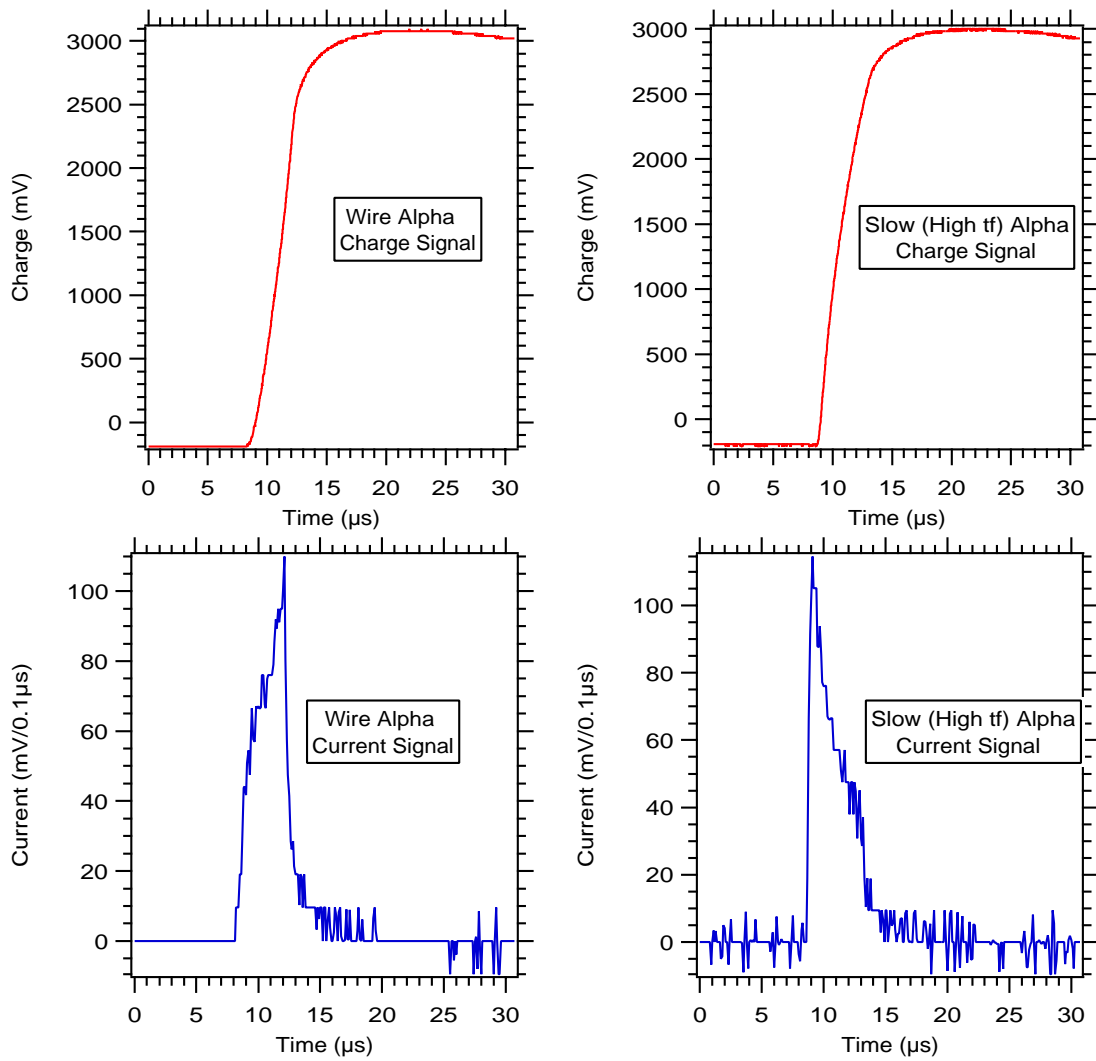 3000
2500
2000
1500
1000
500
0
Charge (mV)
Wire Alpha
Charge Signal
0 5 10 15 20 25 30
Time (µs)
3000
2500
2000
1500
1000
500
0
Charge (mV)
Slow (High tf) Alpha
Charge Signal
0 5 10 15 20 25 30
Time (µs)
100
80
60
40
20
0
Current (mV/0.1µs)
Wire Alpha
Current Signal
0 5 10 15 20 25 30
Time (µs)
100
80
60
40
20
0
Current (mV/0.1µs)
Slow (High tf) Alpha
Current Signal
0 5 10 15 20 25 30
Time (µs)